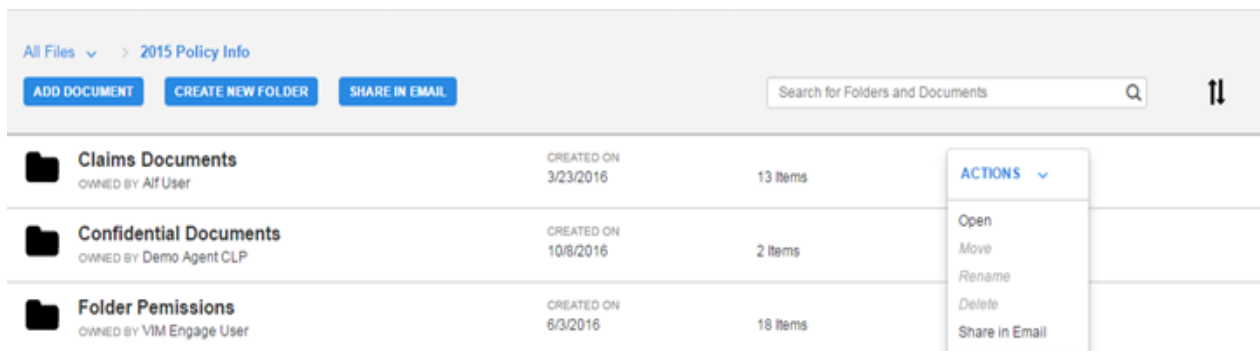 All Files > 2015 Policy Info
ADD DOCUMENT CREATE NEW FOLDER SHARE IN EMAIL Search for Folders and Documents
Claims Documents
OWNED BY Alf User
CREATED ON
3/23/2016
13 Items
ACTIONS
Open
Move
Rename
Delete
Share in Email
Confidential Documents
OWNED BY Demo Agent CLP
CREATED ON
10/8/2016
2 Items
Folder Pemissions
OWNED BY VIM Engage User
CREATED ON
6/3/2016
18 Items